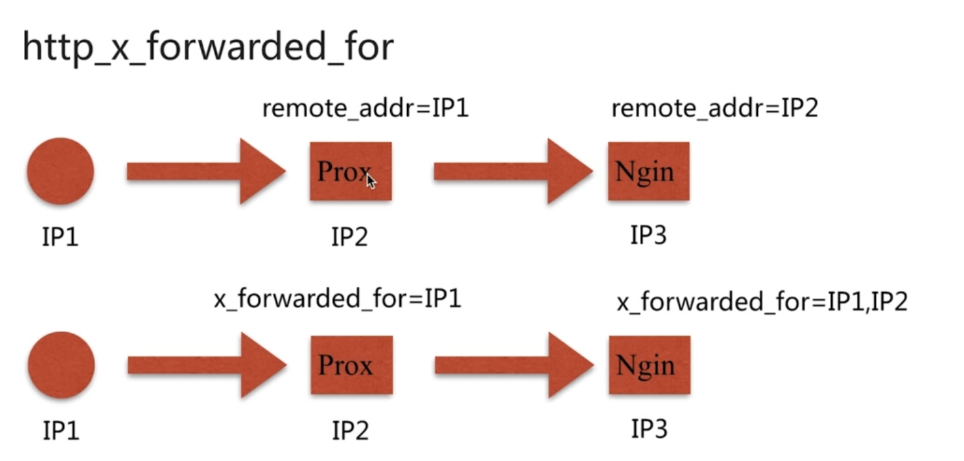 http_x_forwarded_for
remote_addr=IP1
remote_addr=IP2
Prox
Ngin
IP1
IP2
IP3
x_forwarded_for=IP1
x_forwarded_for=IP1,IP2
Prox
Ngin
IP1
IP2
IP3